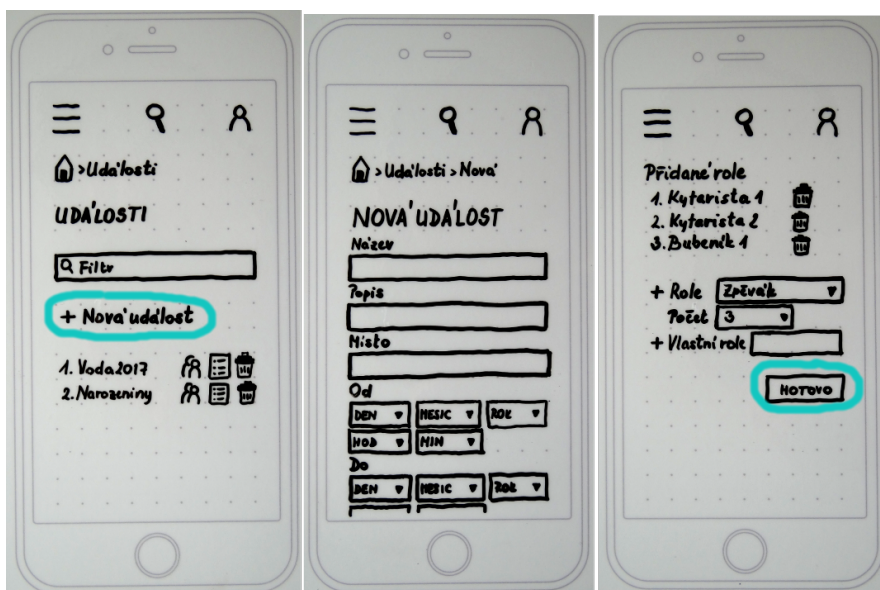 >Události
UDÁLOSTI
Filtr
+ Nová událost
1. Voda 2017
2. Narozeniny
> Události > Nová
NOVÁ UDÁLOST
Název
Popis
Místo
Od
DEN MESIC ROK
HOD MIN
Do
DEN MESIC ROK
Přidané role
1. Kytarista 1
2. Kytarista 2
3. Bubeník 1
+ Role Zpěvák
Počet 3
+ Vlastní role
HOTOVO